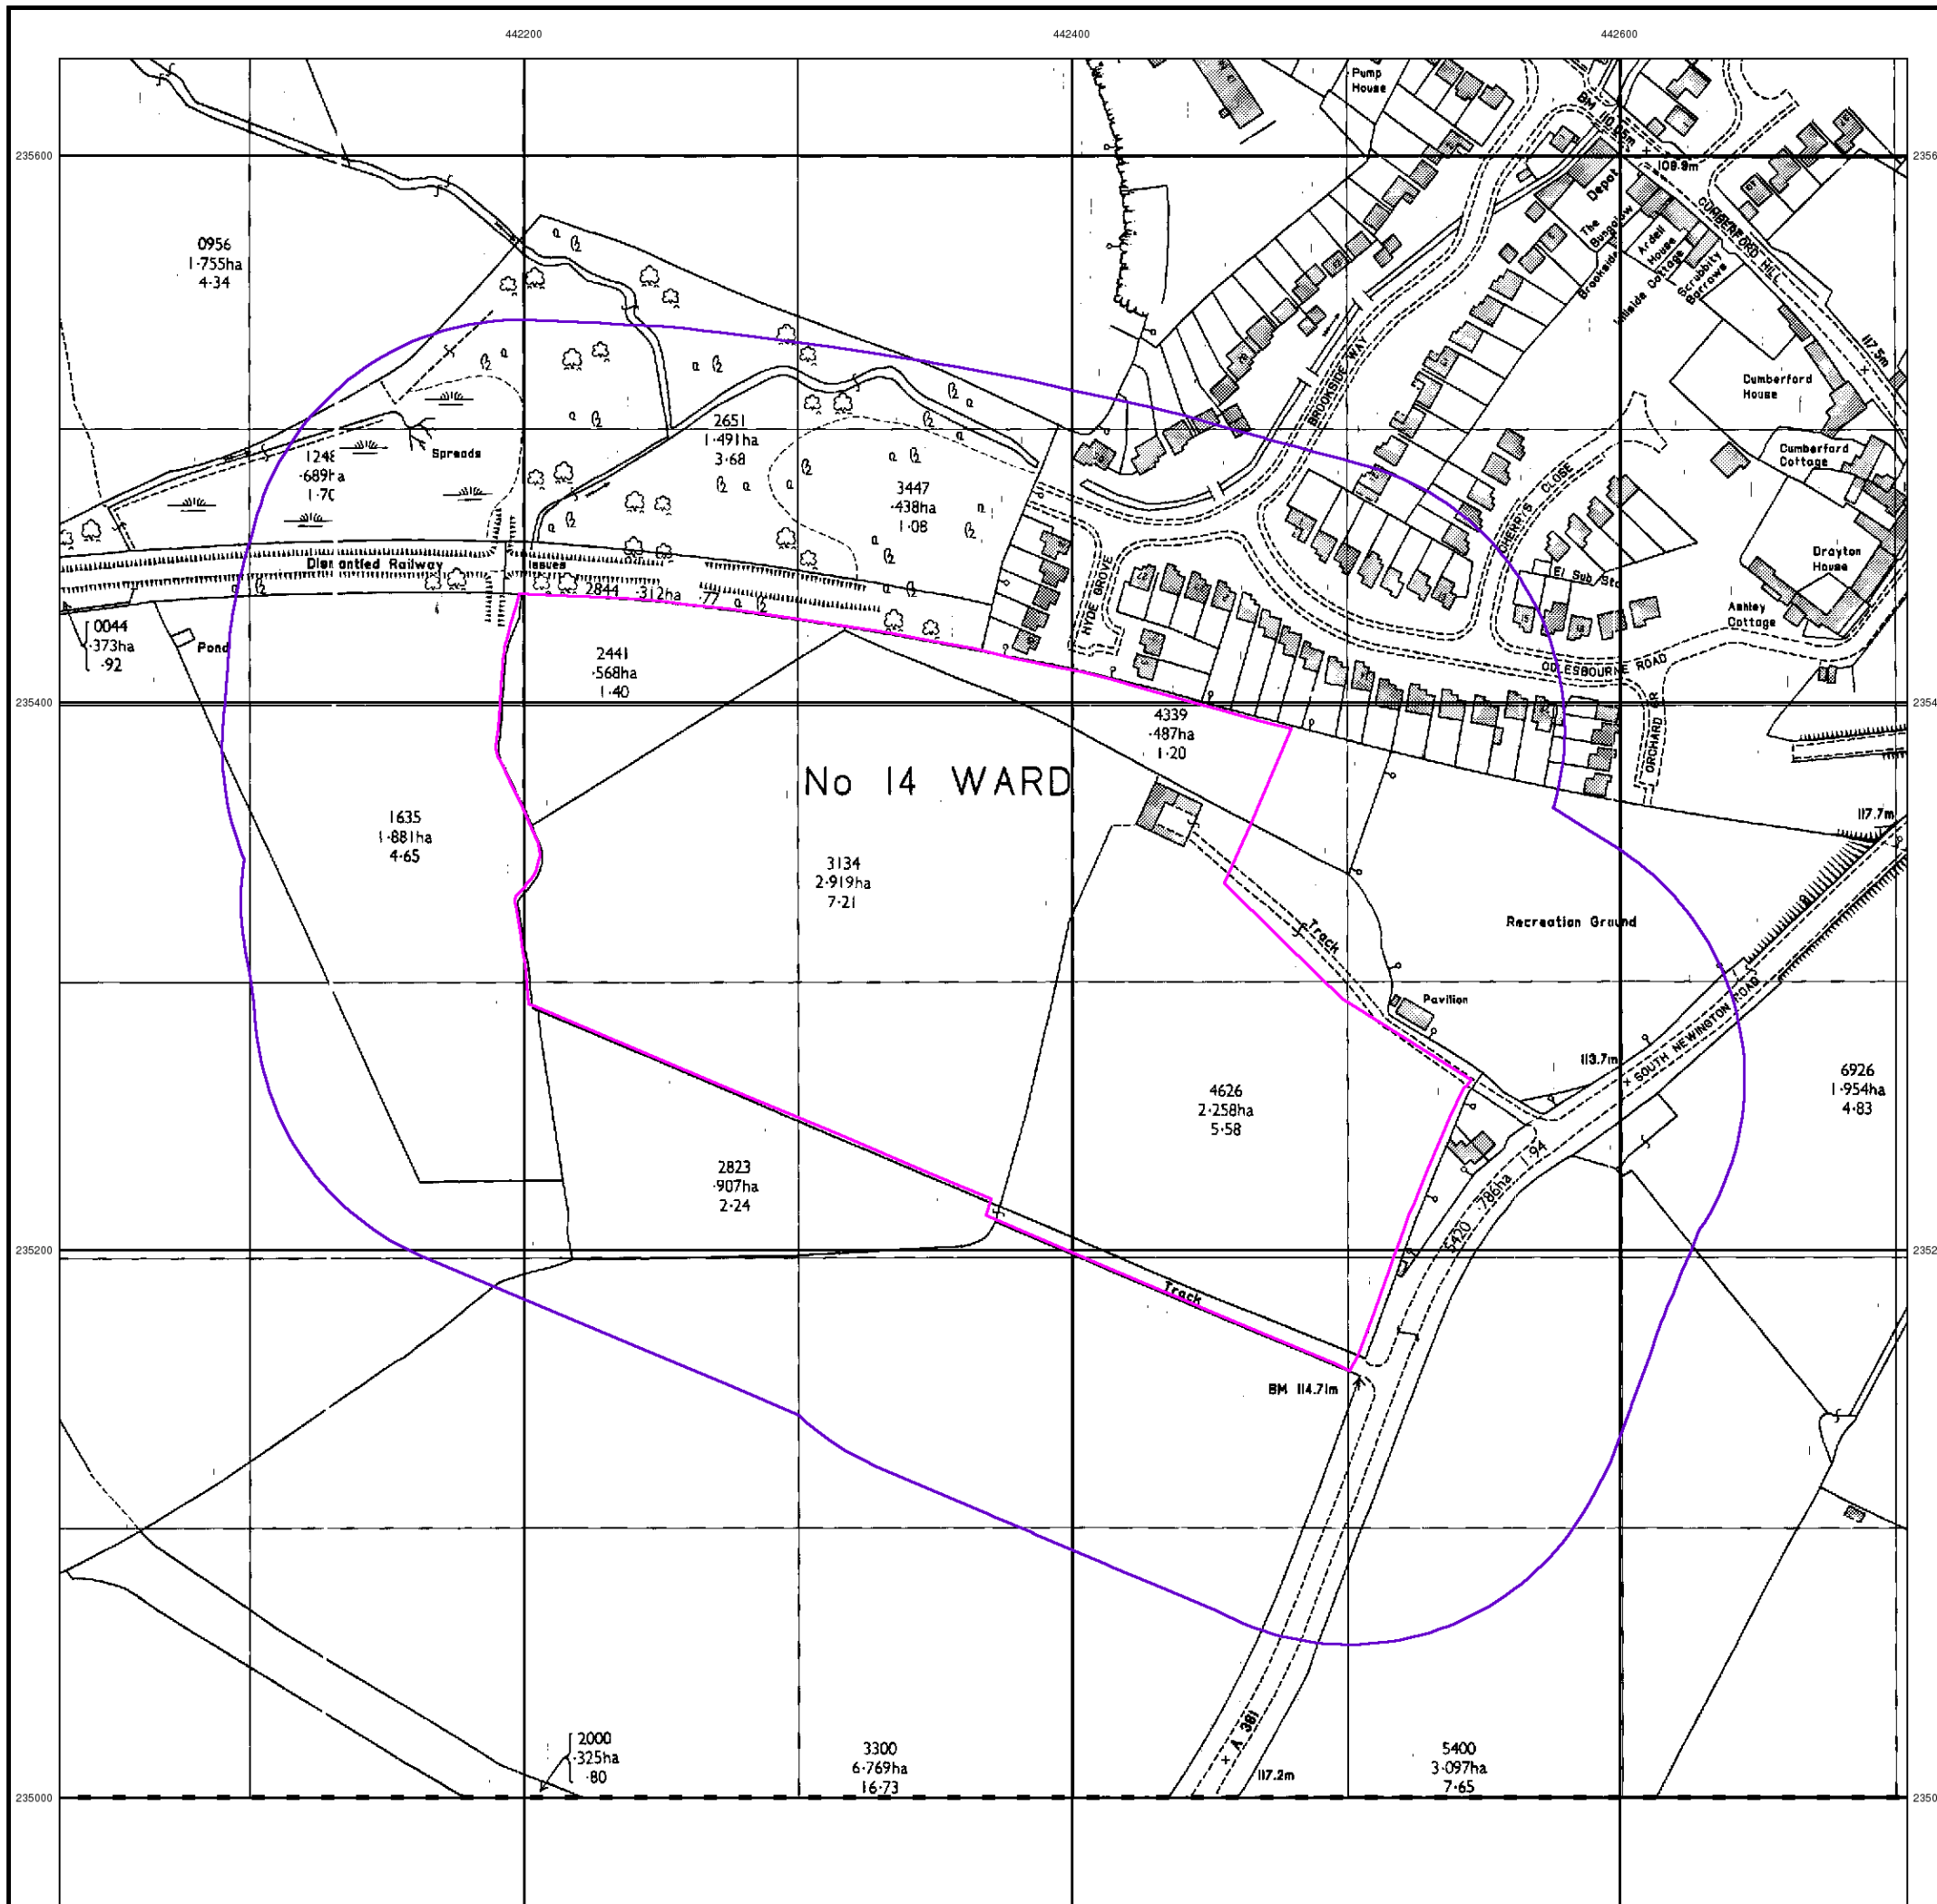 442200
442400
442600
235600
235400
235200
235000
Pump
House
BM 110.05m
109.9m
Depot
The
Bungalow
Brookside
Ardell
House
Hillside Cottage
Scrubbity
Barrows
CUMBERFORD HILL
117.5m
0956
1·755ha
4·34
BROOKSIDE WAY
Cumberford
House
Cumberford
Cottage
Spreads
2651
1·491ha
3·68
3447
·438ha
1·08
CHERRY'S CLOSE
Drayton
House
El Sub Sta
Ashley
Cottage
Dismantled Railway
Issues
2844 ·312ha ·77
HYDE GROVE
0044
·373ha
·92
Pond
2441
·568ha
1·40
COLESBOURNE ROAD
ORCHARD GR
4339
·487ha
1·20
No 14 WARD
1635
1·881ha
4·65
117.7m
3134
2·919ha
7·21
Track
Recreation Ground
Pavilion
SOUTH NEWINGTON ROAD
113.7m
6926
1·954ha
4·83
4626
2·258ha
5·58
5420 ·786ha 1·94
2823
·907ha
2·24
Track
BM 114.71m
2000
·325ha
·80
3300
6·769ha
16·73
A 361
117.2m
5400
3·097ha
7·65